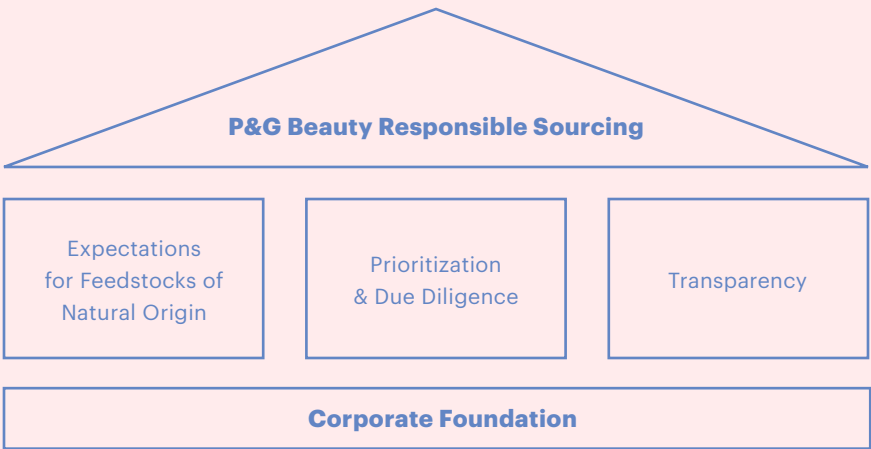 P&G Beauty Responsible Sourcing
Expectations
for Feedstocks of
Natural Origin
Prioritization
& Due Diligence
Transparency
Corporate Foundation